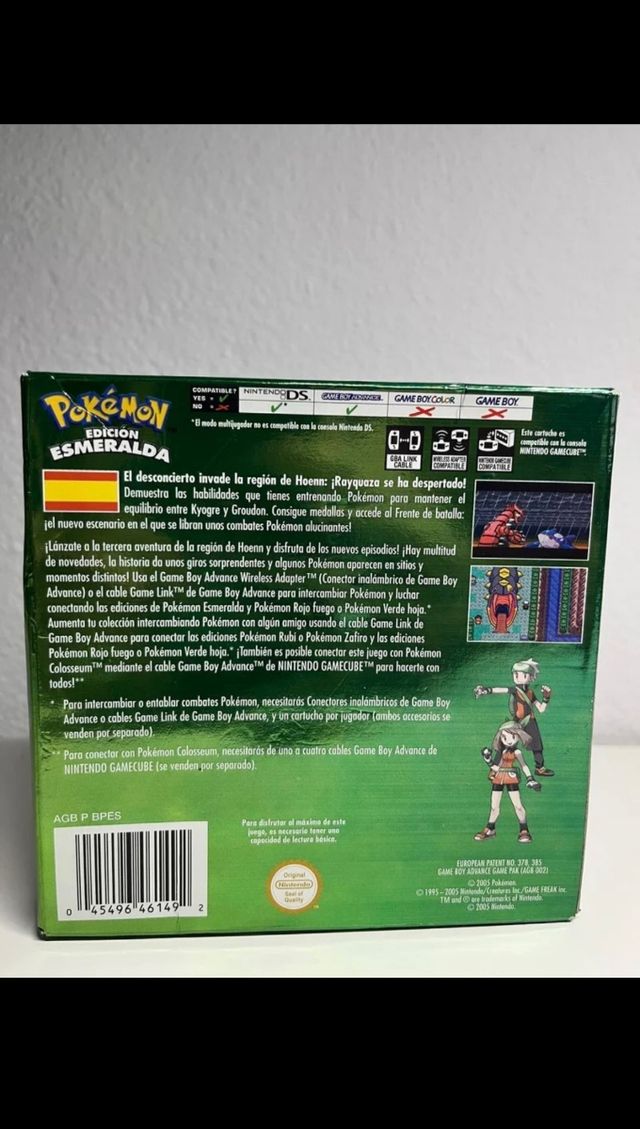 POKéMON
EDICIÓN
ESMERALDA
COMPATIBLE?
YES
NO
NINTENDO DS
GAME BOY ADVANCE
GAME BOY COLOR
GAME BOY
*El modo multijugador no es compatible con la consola Nintendo DS.
GBA LINK
CABLE
WIRELESS ADAPTER
COMPATIBLE
NINTENDO GAMECUBE
COMPATIBLE
Este cartucho es
compatible con la consola
NINTENDO GAMECUBE™
El desconcierto invade la región de Hoenn: ¡Rayquaza se ha despertado!
Demuestra las habilidades que tienes entrenando Pokémon para mantener el
equilibrio entre Kyogre y Groudon. Consigue medallas y accede al Frente de batalla:
¡el nuevo escenario en el que se libran unos combates Pokémon alucinantes!
¡Lánzate a la tercera aventura de la región de Hoenn y disfruta de los nuevos episodios! ¡Hay multitud
de novedades, la historia da unos giros sorprendentes y algunos Pokémon aparecen en sitios y
momentos distintos! Usa el Game Boy Advance Wireless Adapter™ (Conector inalámbrico de Game Boy
Advance) o el cable Game Link™ de Game Boy Advance para intercambiar Pokémon y luchar
conectando las ediciones de Pokémon Esmeralda y Pokémon Rojo fuego o Pokémon Verde hoja.*
Aumenta tu colección intercambiando Pokémon con algún amigo usando el cable Game Link de
Game Boy Advance para conectar las ediciones Pokémon Rubí o Pokémon Zafiro y las ediciones
Pokémon Rojo fuego o Pokémon Verde hoja.* ¡También es posible conectar este juego con Pokémon
Colosseum™ mediante el cable Game Boy Advance™ de NINTENDO GAMECUBE™ para hacerte con
todos!**
* Para intercambiar o entablar combates Pokémon, necesitarás Conectores inalámbricos de Game Boy
Advance o cables Game Link de Game Boy Advance, y un cartucho por jugador (ambos accesorios se
venden por separado).
** Para conectar con Pokémon Colosseum, necesitarás de uno a cuatro cables Game Boy Advance de
NINTENDO GAMECUBE (se venden por separado).
AGB P BPES
0 45496 46149 2
Para disfrutar al máximo de este
juego, es necesario tener una
capacidad de lectura básica.
Original
Nintendo
Seal of
Quality
EUROPEAN PATENT NO. 378, 385
GAME BOY ADVANCE GAME PAK (AGB 002)
© 2005 Pokémon.
© 1995–2005 Nintendo/Creatures Inc./GAME FREAK inc.
TM and ® are trademarks of Nintendo.
© 2005 Nintendo.